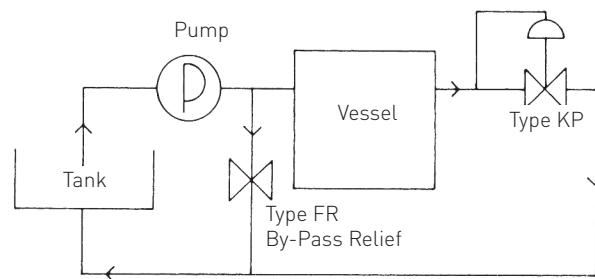 Pump
Vessel
Type KP
Tank
Type FR
By-Pass Relief